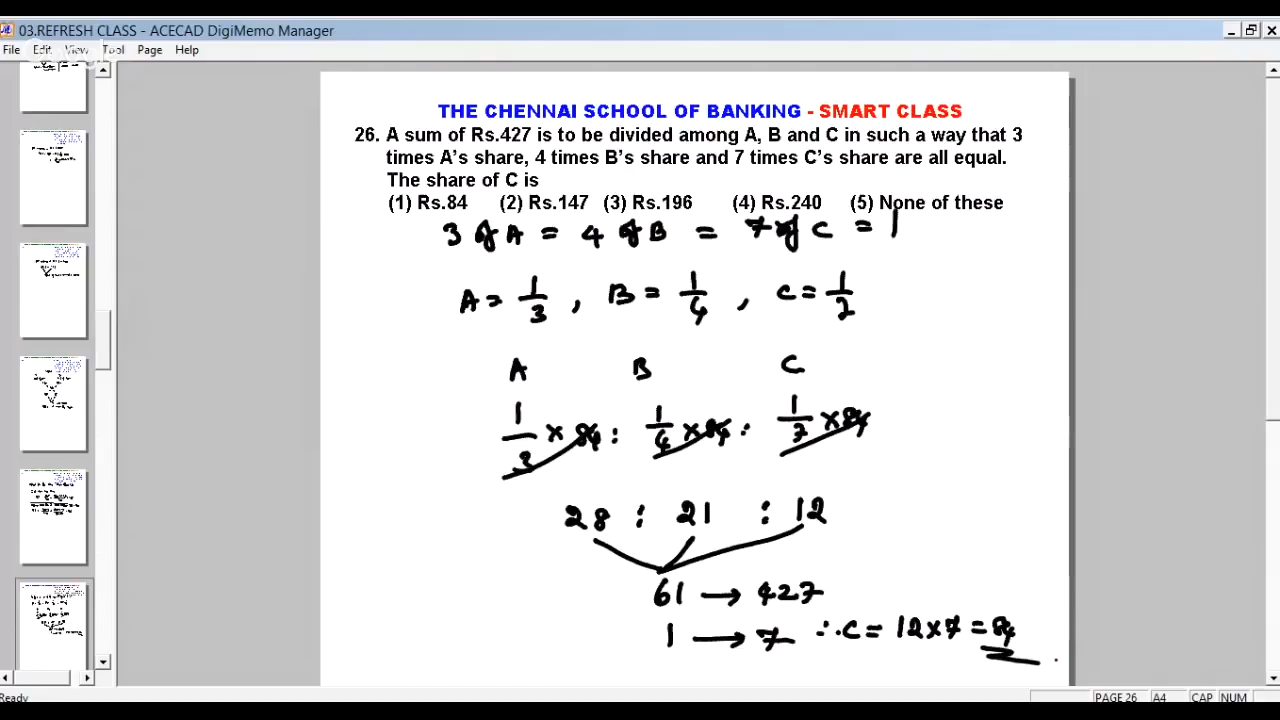 03.REFRESH CLASS - ACECAD DigiMemo Manager
File Edit View Tool Page Help
THE CHENNAI SCHOOL OF BANKING - SMART CLASS
26. A sum of Rs.427 is to be divided among A, B and C in such a way that 3
times A's share, 4 times B's share and 7 times C's share are all equal.
The share of C is
(1) Rs.84 (2) Rs.147 (3) Rs.196 (4) Rs.240 (5) None of these
3 of A = 4 of B = 7 of C = 1
A = 1/3 , B = 1/4 , C = 1/2
A B C
1/3 × 84 : 1/4 × 84 : 1/7 × 84
28 : 21 : 12
61 → 427
1 → 7 ∴ C = 12 × 7 = 84
Ready PAGE 26 A4 CAP NUM